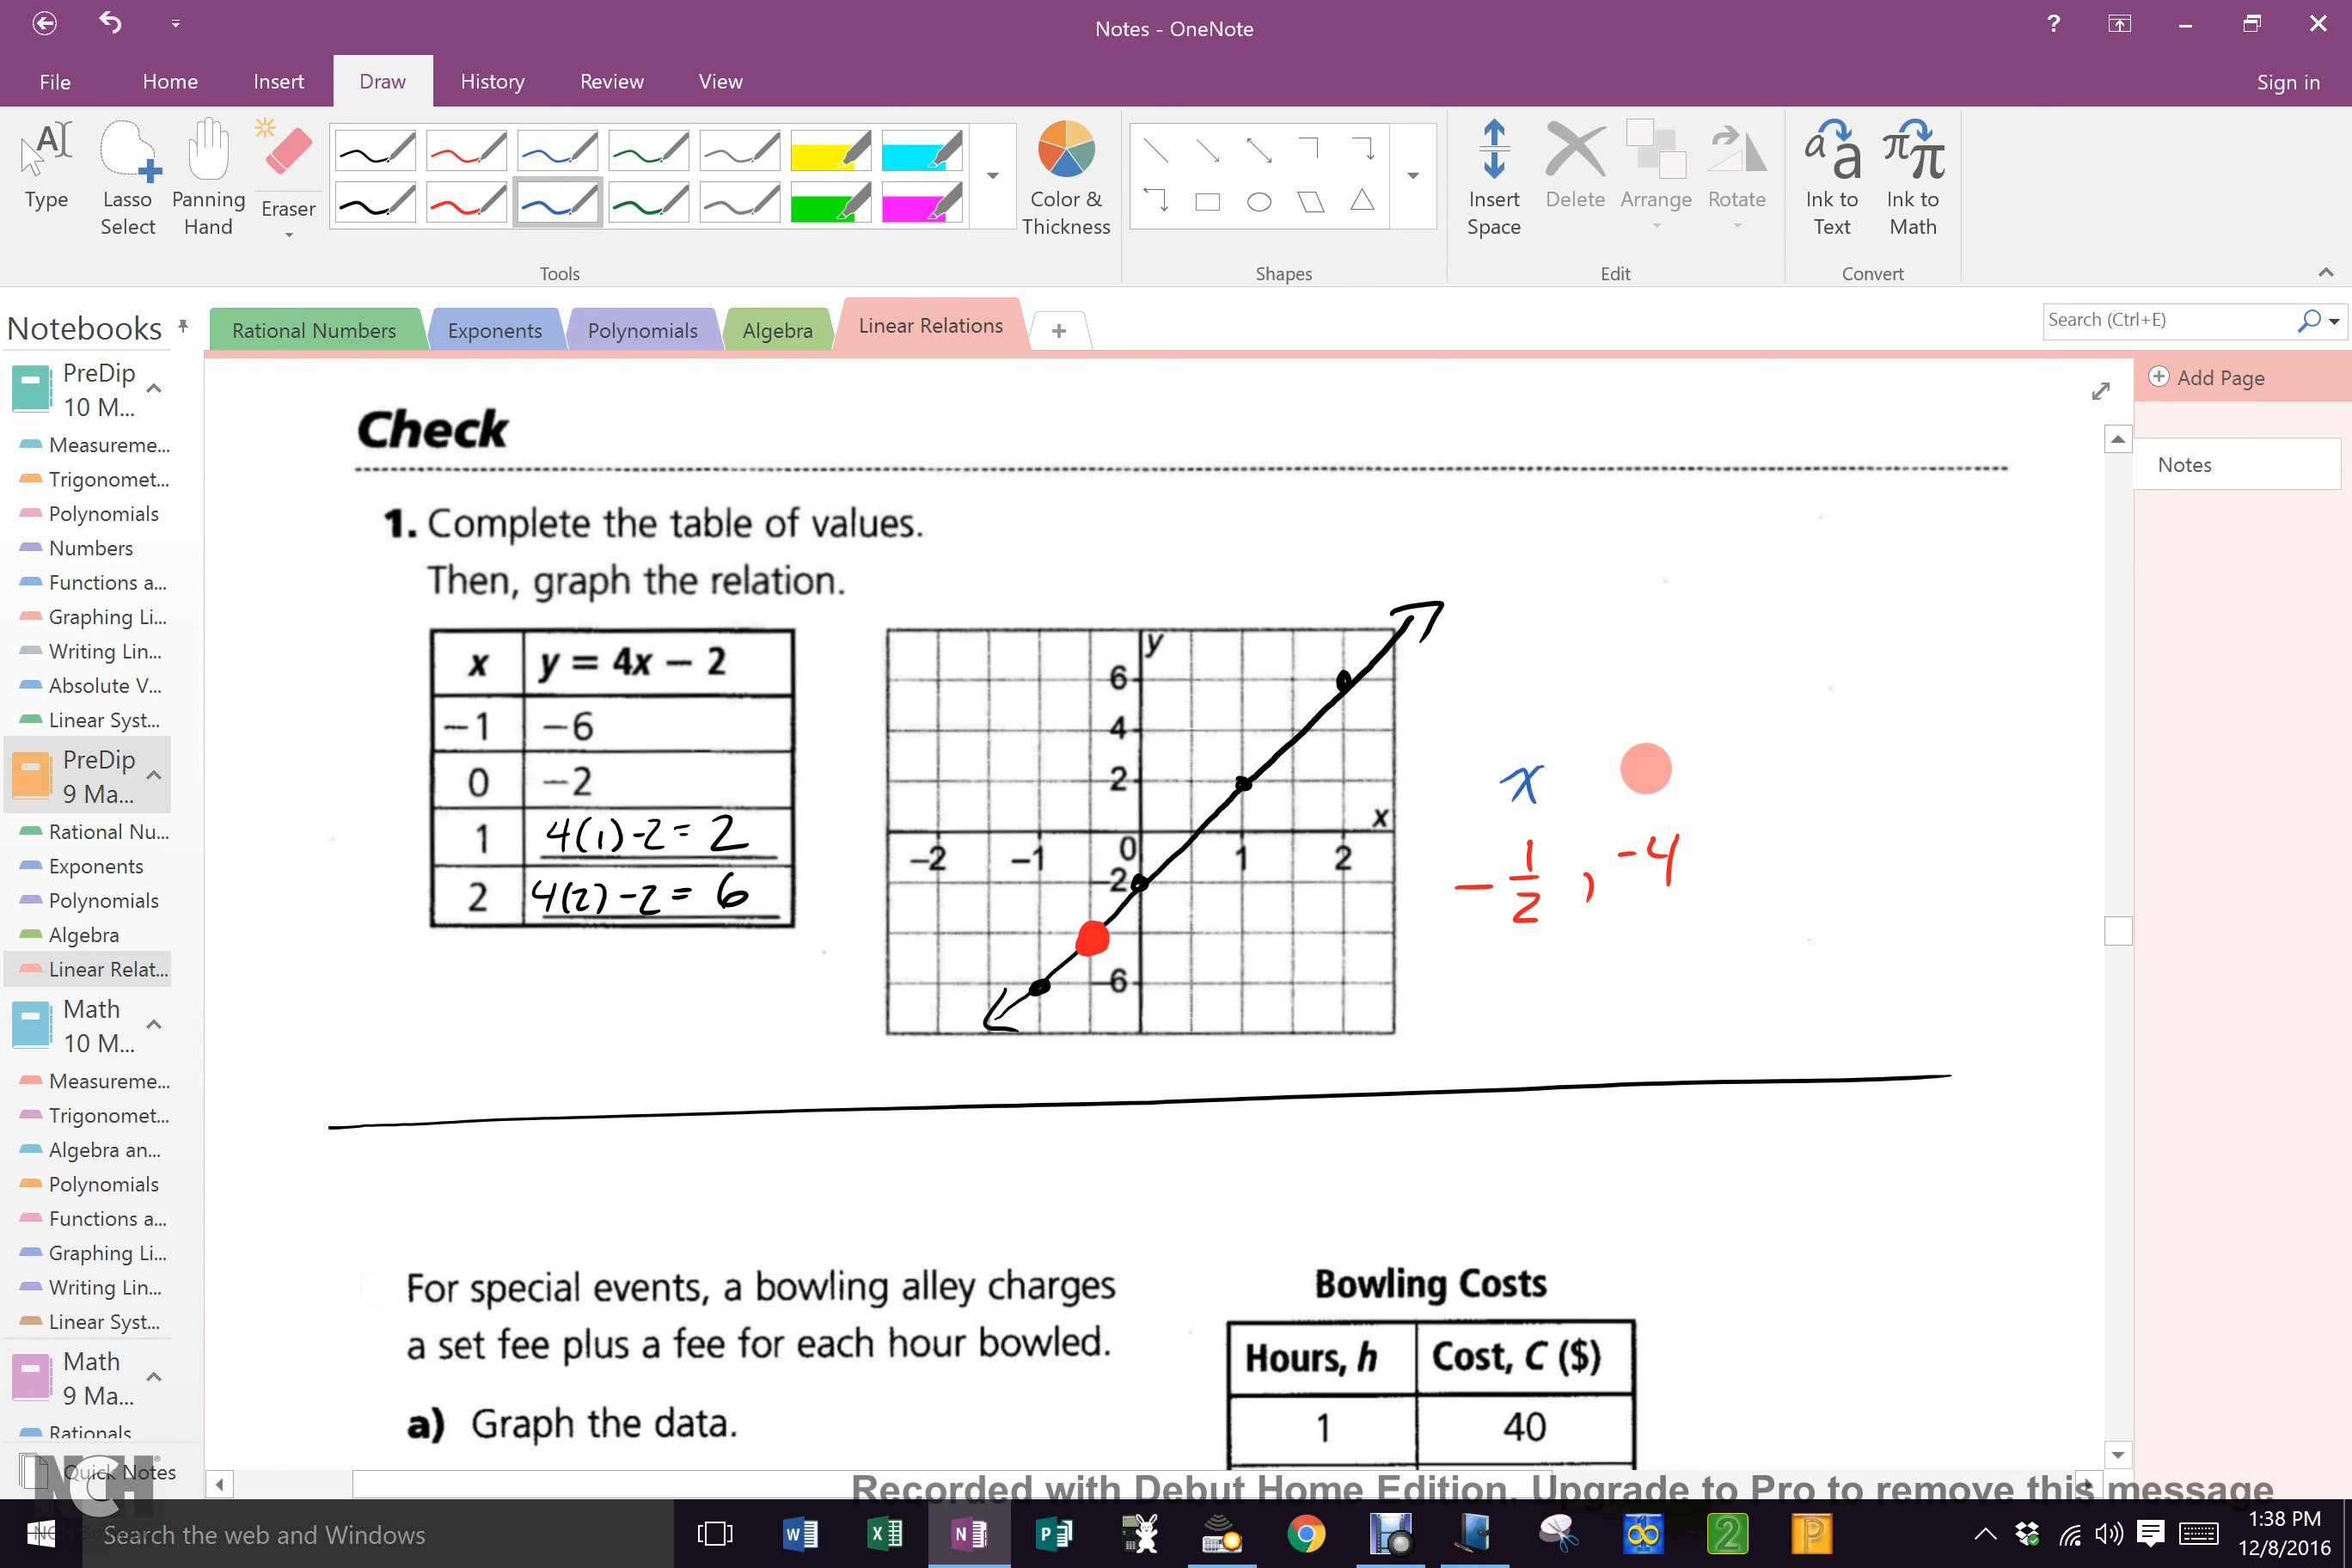 Notes - OneNote
?
File Home Insert Draw History Review View Sign in
Type
Lasso Select
Panning Hand
Eraser
Color & Thickness
Insert Space
Delete
Arrange
Rotate
Ink to Text
Ink to Math
Tools Shapes Edit Convert
Notebooks
Rational Numbers Exponents Polynomials Algebra Linear Relations +
Search (Ctrl+E)
Add Page
Notes
PreDip 10 M...
Measureme...
Trigonomet...
Polynomials
Numbers
Functions a...
Graphing Li...
Writing Lin...
Absolute V...
Linear Syst...
PreDip 9 Ma...
Rational Nu...
Exponents
Polynomials
Algebra
Linear Relat...
Math 10 M...
Measureme...
Trigonomet...
Algebra an...
Polynomials
Functions a...
Graphing Li...
Writing Lin...
Linear Syst...
Math 9 Ma...
Rationals
Quick Notes
Check
1. Complete the table of values.
Then, graph the relation.
x y = 4x − 2
−1 −6
0 −2
1 4(1)-2 = 2
2 4(2)-2 = 6
y
6
4
2
x
−2 −1 0 1 2
−2
−6
x
- 1/2 , -4
For special events, a bowling alley charges
a set fee plus a fee for each hour bowled.
a) Graph the data.
Bowling Costs
Hours, h Cost, C ($)
1 40
Recorded with Debut Home Edition. Upgrade to Pro to remove this message
NCH
Search the web and Windows
1:38 PM
12/8/2016